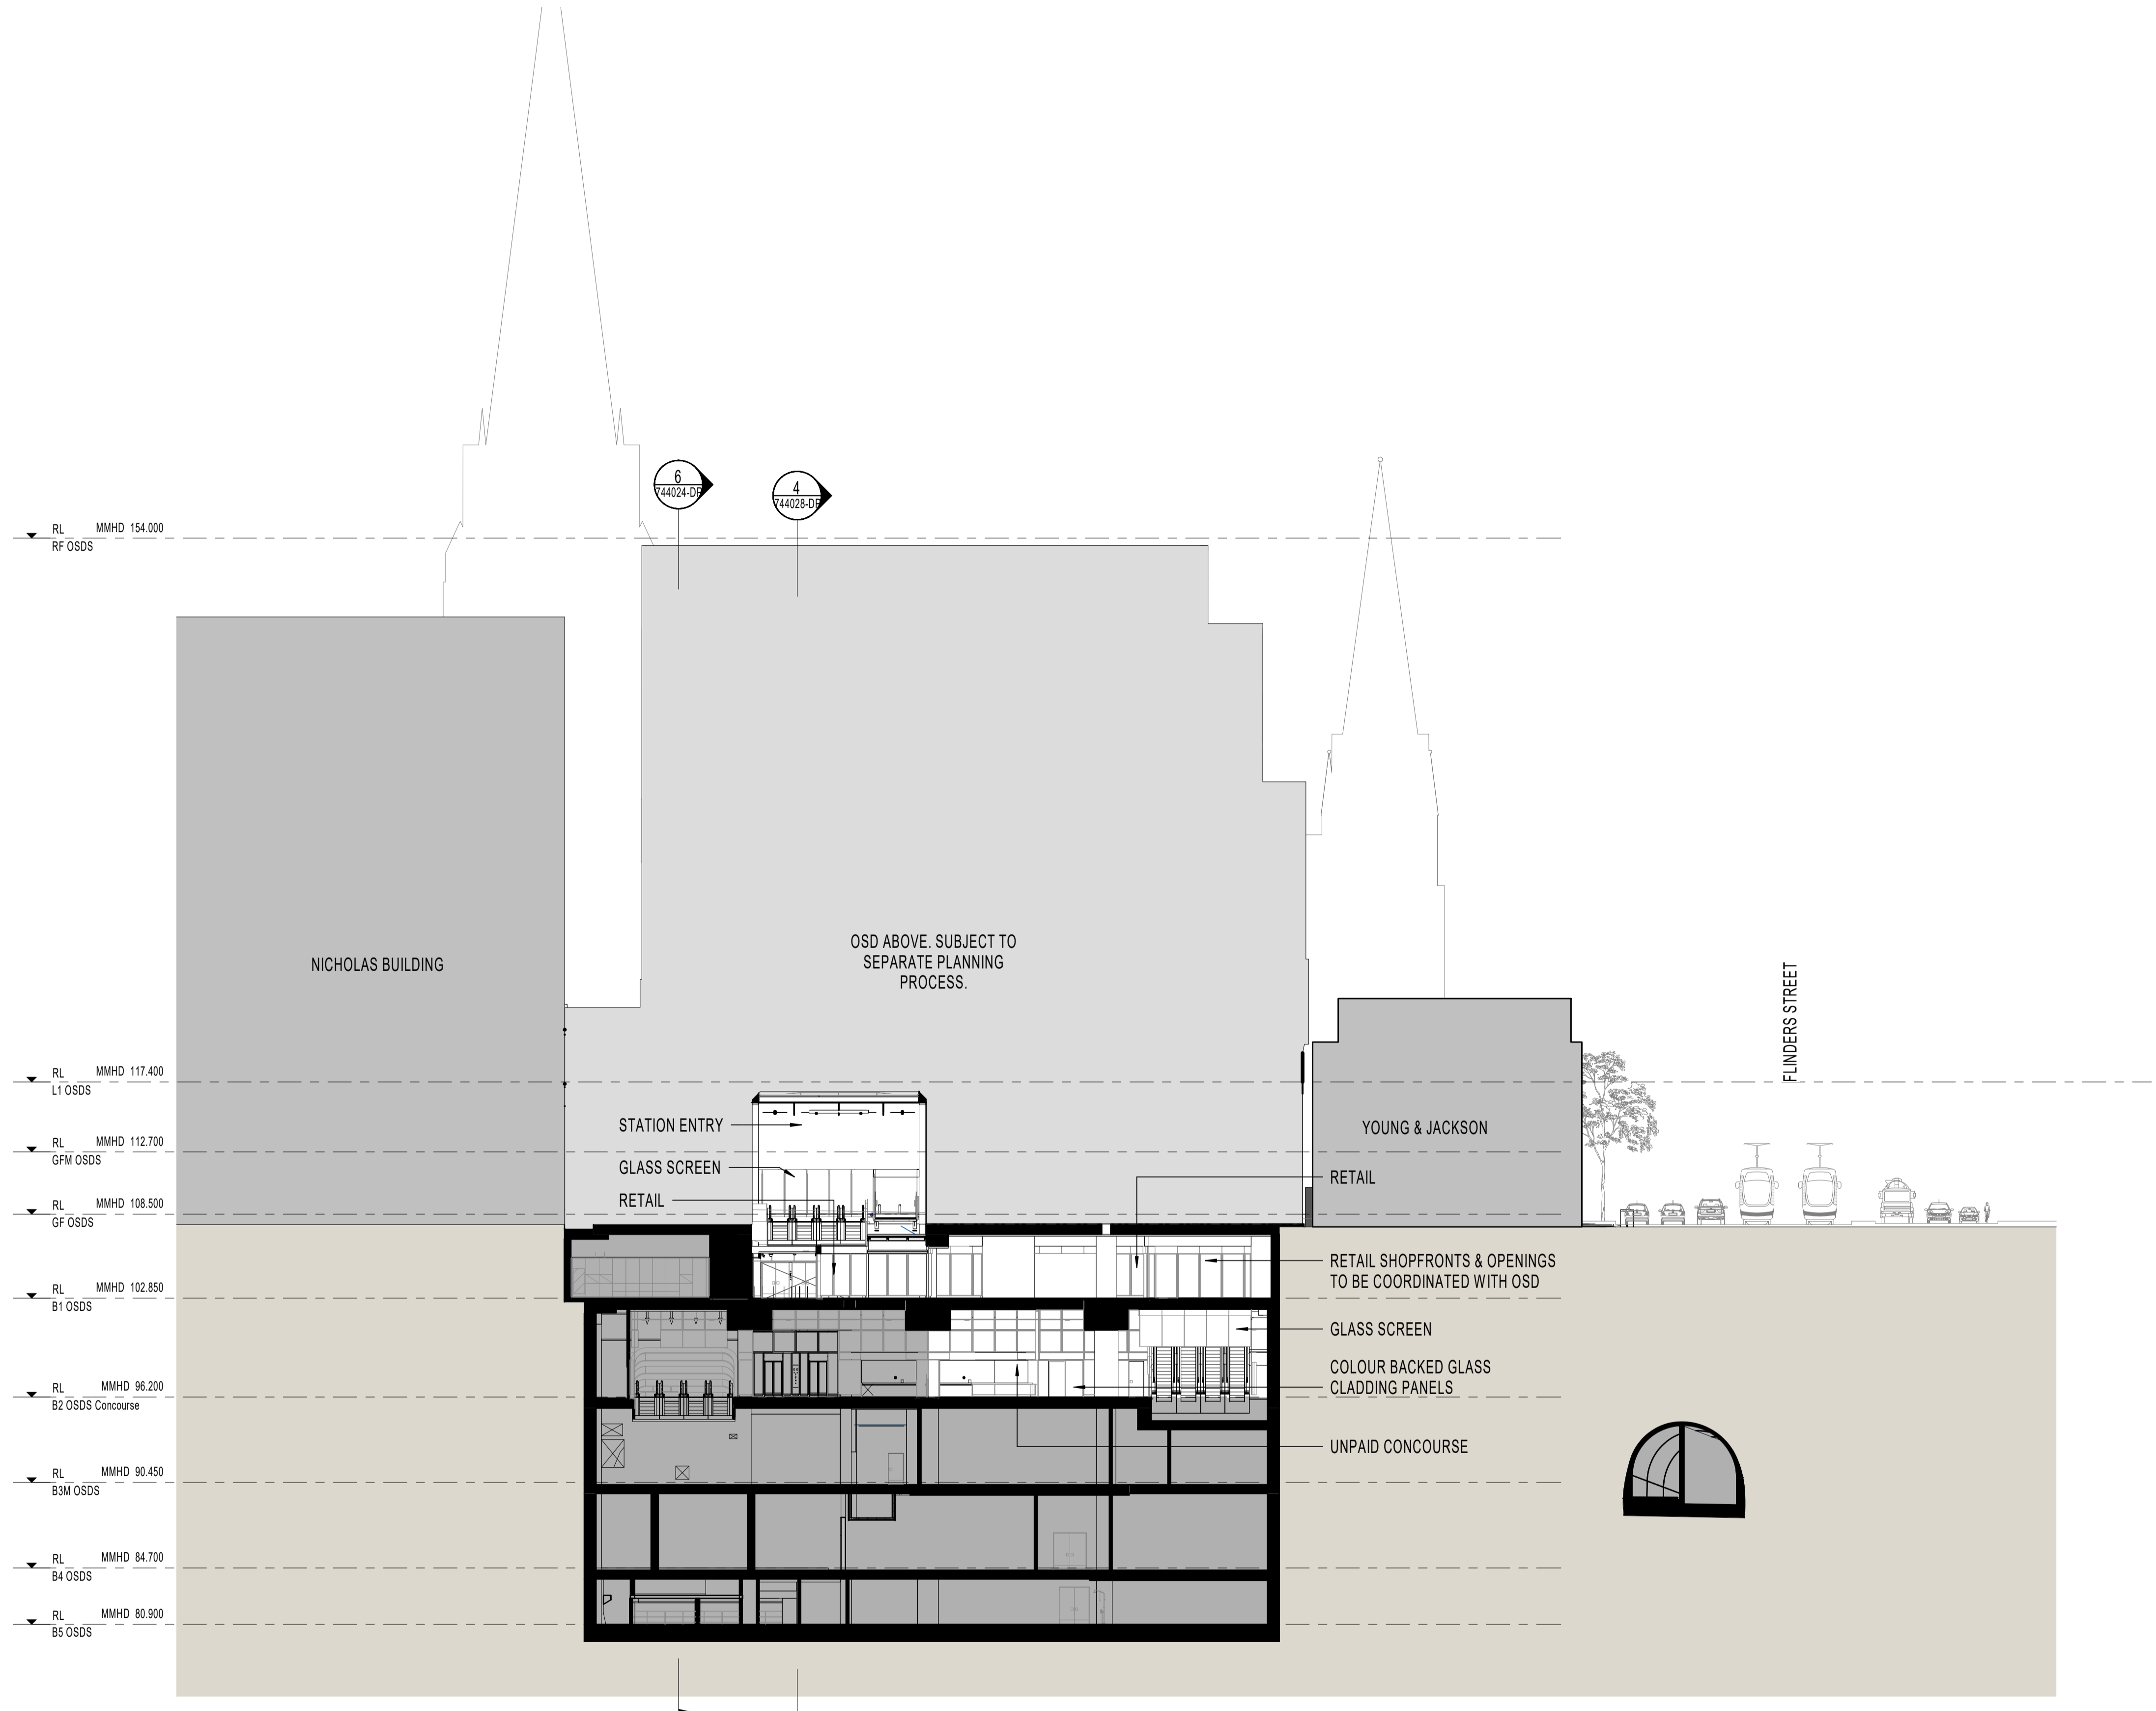 6
744024-DR
4
744028-DR
RL MMHD 154.000
RF OSDS
NICHOLAS BUILDING
OSD ABOVE. SUBJECT TO
SEPARATE PLANNING
PROCESS.
FLINDERS STREET
RL MMHD 117.400
L1 OSDS
STATION ENTRY
YOUNG & JACKSON
RL MMHD 112.700
GFM OSDS
GLASS SCREEN
RETAIL
RETAIL
RL MMHD 108.500
GF OSDS
RETAIL SHOPFRONTS & OPENINGS
TO BE COORDINATED WITH OSD
RL MMHD 102.850
B1 OSDS
GLASS SCREEN
COLOUR BACKED GLASS
CLADDING PANELS
RL MMHD 96.200
B2 OSDS Concourse
UNPAID CONCOURSE
RL MMHD 90.450
B3M OSDS
RL MMHD 84.700
B4 OSDS
RL MMHD 80.900
B5 OSDS